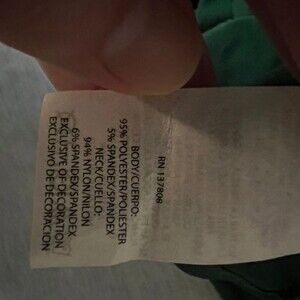 RN 137808
BODY/CUERPO:
95% POLYESTER/POLIESTER
5% SPANDEX/SPANDEX
NECK/CUELLO:
94% NYLON/NILON
6% SPANDEX/SPANDEX
EXCLUSIVE OF DECORATION
EXCLUSIVO DE DECORACION